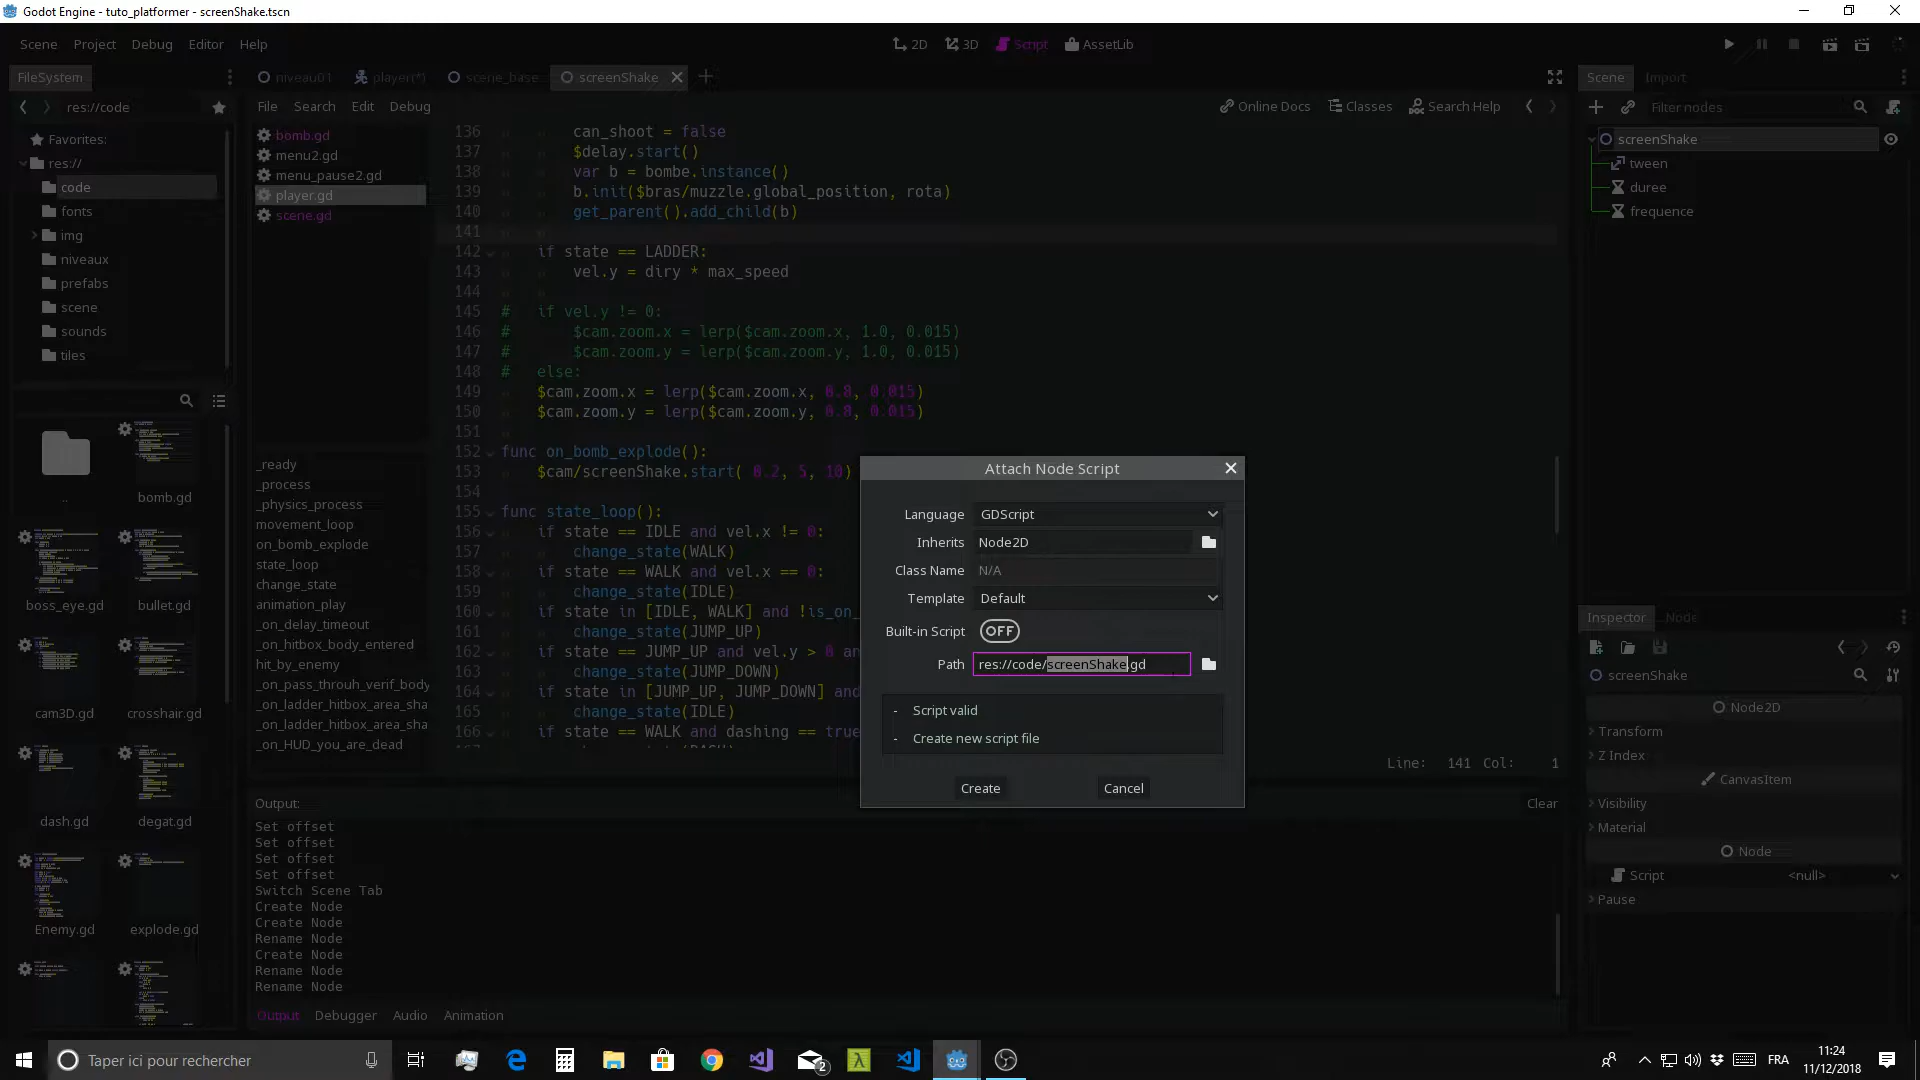 Godot Engine - tuto_platformer - screenShake.tscn
Scene Project Debug Editor Help
2D 3D Script AssetLib
FileSystem
niveau01 player(*) scene_base screenShake
Scene Import
res://code
File Search Edit Debug
Online Docs Classes Search Help
Filter nodes
Favorites:
res://
code
fonts
img
niveaux
prefabs
scene
sounds
tiles
..
bomb.gd
boss_eye.gd
bullet.gd
cam3D.gd
crosshair.gd
dash.gd
degat.gd
Enemy.gd
explode.gd
bomb.gd
menu2.gd
menu_pause2.gd
player.gd
scene.gd
_ready
_process
_physics_process
movement_loop
on_bomb_explode
state_loop
change_state
animation_play
_on_delay_timeout
_on_hitbox_body_entered
hit_by_enemy
_on_pass_throuh_verif_body
_on_ladder_hitbox_area_sha
_on_ladder_hitbox_area_sha
_on_HUD_you_are_dead
136 can_shoot = false
137 $delay.start()
138 var b = bombe.instance()
139 b.init($bras/muzzle.global_position, rota)
140 get_parent().add_child(b)
141
142 if state == LADDER:
143 vel.y = diry * max_speed
144
145 # if vel.y != 0:
146 # $cam.zoom.x = lerp($cam.zoom.x, 1.0, 0.015)
147 # $cam.zoom.y = lerp($cam.zoom.y, 1.0, 0.015)
148 # else:
149 $cam.zoom.x = lerp($cam.zoom.x, 0.8, 0.015)
150 $cam.zoom.y = lerp($cam.zoom.y, 0.8, 0.015)
151
152 func on_bomb_explode():
153 $cam/screenShake.start( 0.2, 5, 10)
154
155 func state_loop():
156 if state == IDLE and vel.x != 0:
157 change_state(WALK)
158 if state == WALK and vel.x == 0:
159 change_state(IDLE)
160 if state in [IDLE, WALK] and !is_on_
161 change_state(JUMP_UP)
162 if state == JUMP_UP and vel.y > 0 an
163 change_state(JUMP_DOWN)
164 if state in [JUMP_UP, JUMP_DOWN] and
165 change_state(IDLE)
166 if state == WALK and dashing == true
Line: 141 Col: 1
Attach Node Script
Language GDScript
Inherits Node2D
Class Name N/A
Template Default
Built-in Script OFF
Path res://code/screenShake.gd
- Script valid
- Create new script file
Create Cancel
Output:
Clear
Set offset
Set offset
Set offset
Set offset
Switch Scene Tab
Create Node
Create Node
Rename Node
Create Node
Rename Node
Rename Node
Output Debugger Audio Animation
screenShake
tween
duree
frequence
Inspector Node
screenShake
Node2D
Transform
Z Index
CanvasItem
Visibility
Material
Node
Script <null>
Pause
Taper ici pour rechercher
2
FRA
11:24
11/12/2018